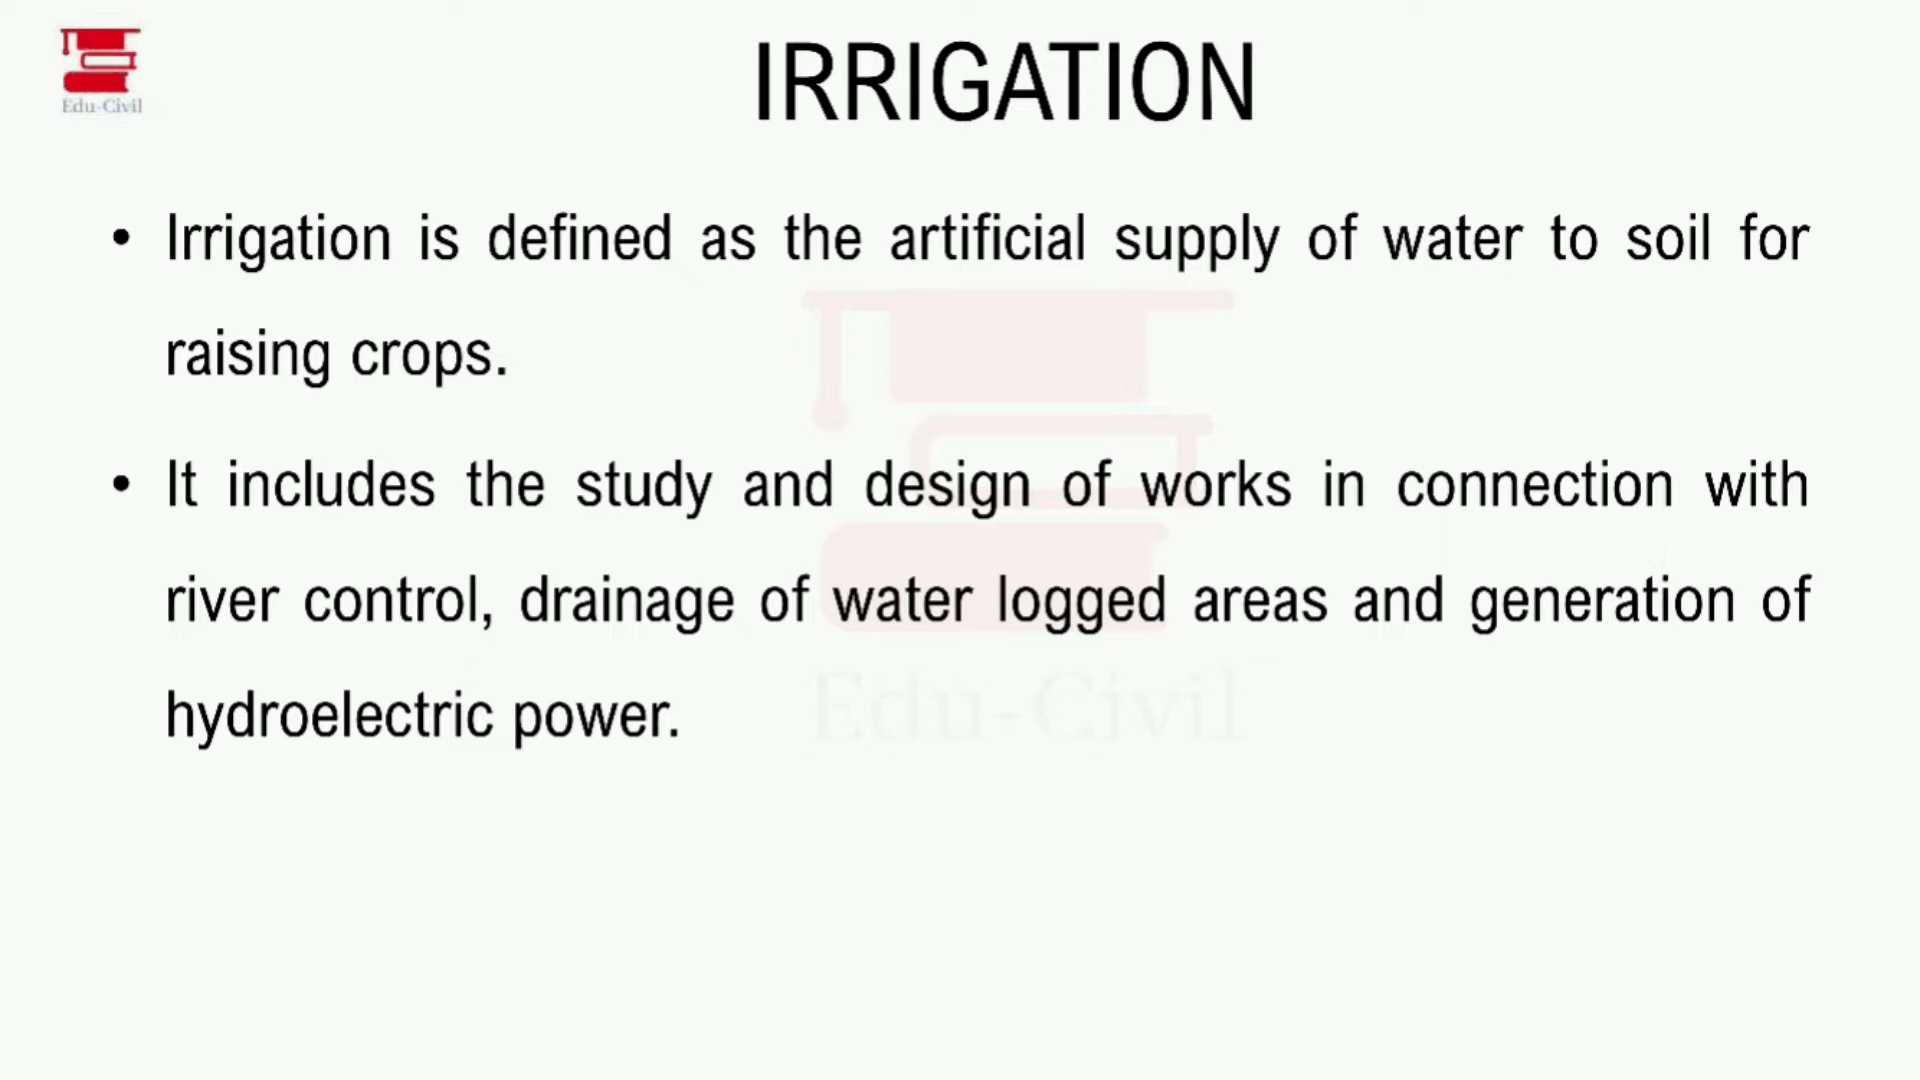 Edu-Civil
IRRIGATION
• Irrigation is defined as the artificial supply of water to soil for
raising crops.
• It includes the study and design of works in connection with
river control, drainage of water logged areas and generation of
hydroelectric power.
Edu-Civil